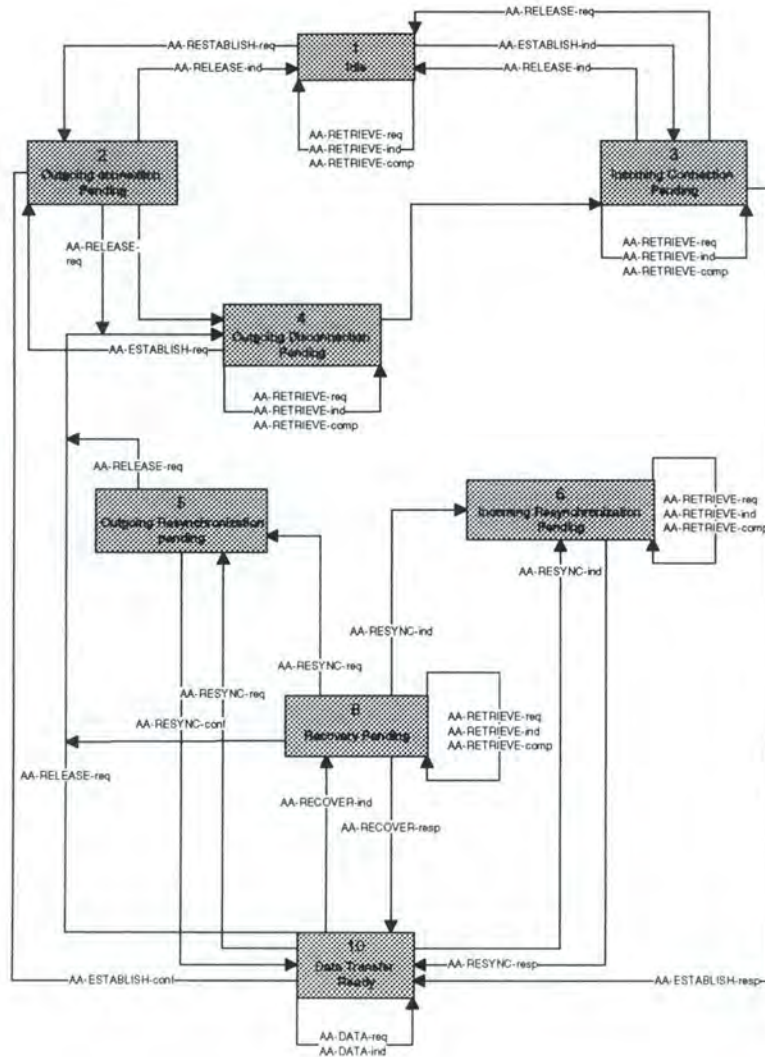 AA-RELEASE-req
1
Idle
AA-RESTABLISH-req
AA-ESTABLISH-ind
AA-RELEASE-ind
AA-RELEASE-ind
AA-RETRIEVE-req
AA-RETRIEVE-ind
AA-RETRIEVE-comp
2
Outgoing
Pending
3
Incoming Connection
Pending
AA-RELEASE-
req
AA-RETRIEVE-req
AA-RETRIEVE-ind
AA-RETRIEVE-comp
4
Outgoing Disconnection
Pending
AA-ESTABLISH-req
AA-RETRIEVE-req
AA-RETRIEVE-ind
AA-RETRIEVE-comp
AA-RELEASE-req
5
Outgoing Resynchronization
pending
6
Incoming Resynchronization
Pending
AA-RETRIEVE-req
AA-RETRIEVE-ind
AA-RETRIEVE-comp
AA-RESYNC-ind
AA-RESYNC-ind
AA-RESYNC-req
AA-RESYNC-req
AA-RESYNC-conf
8
Recovery Pending
AA-RETRIEVE-req
AA-RETRIEVE-ind
AA-RETRIEVE-comp
AA-RELEASE-req
AA-RECOVER-ind
AA-RECOVER-resp
10
Data Transfer
Ready
AA-RESYNC-resp
AA-ESTABLISH-conf
AA-ESTABLISH-resp
AA-DATA-req
AA-DATA-ind